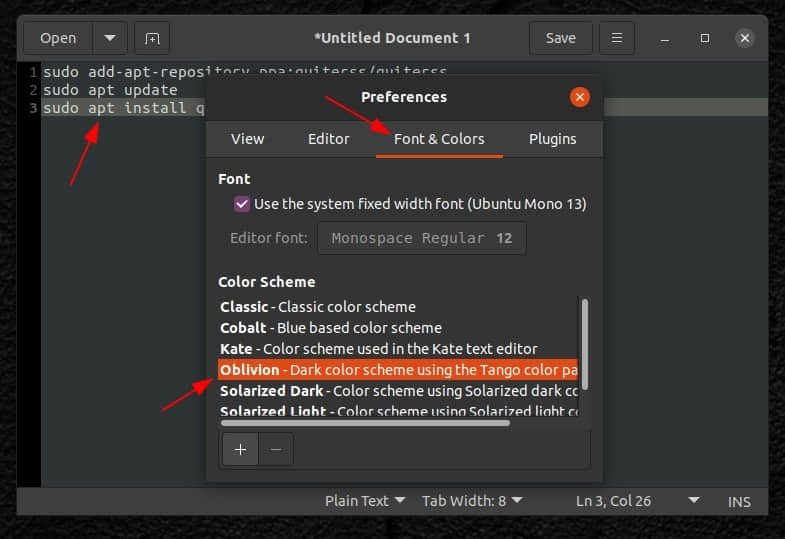 Open
*Untitled Document 1
Save
1 sudo add-apt-repository ppa:quiterss/quiterss
2 sudo apt update
3 sudo apt install q
Preferences
View Editor Font & Colors Plugins
Font
Use the system fixed width font (Ubuntu Mono 13)
Editor font: Monospace Regular 12
Color Scheme
Classic - Classic color scheme
Cobalt - Blue based color scheme
Kate - Color scheme used in the Kate text editor
Oblivion - Dark color scheme using the Tango color pa
Solarized Dark - Color scheme using Solarized dark co
Solarized Light - Color scheme using Solarized light co
Plain Text Tab Width: 8 Ln 3, Col 26 INS